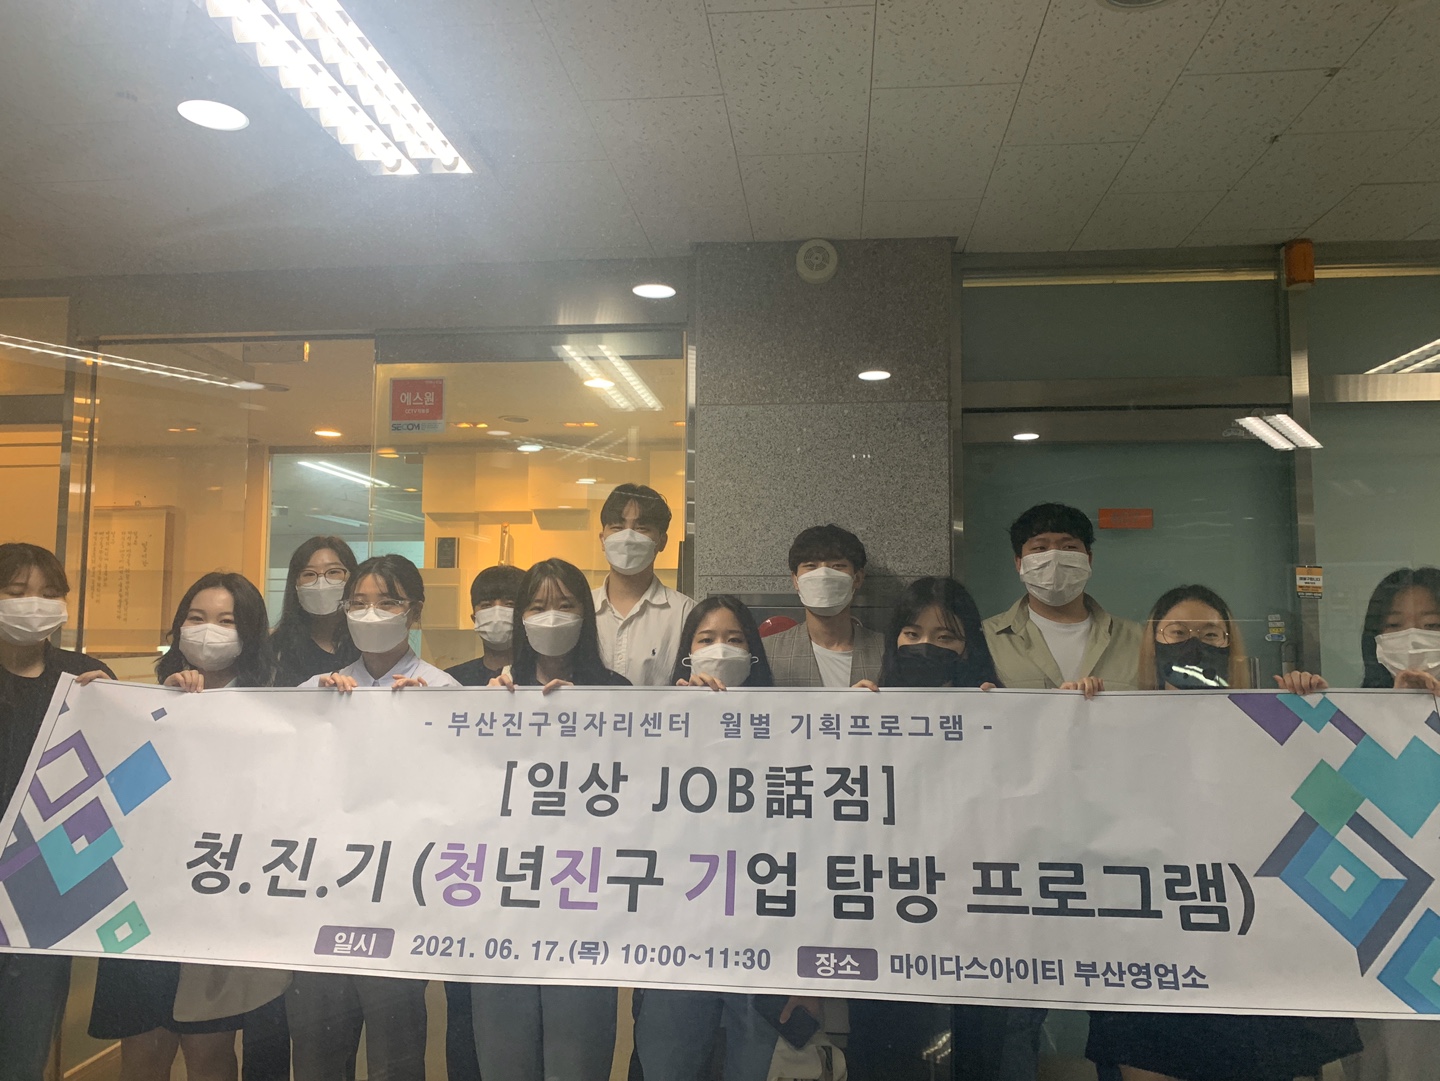 에스원
SECOM
- 부산진구일자리센터 월별 기획프로그램 -
[일상 JOB話점]
청.진.기 (청년진구 기업 탐방 프로그램)
일시 2021. 06. 17.(목) 10:00~11:30 장소 마이다스아이티 부산영업소